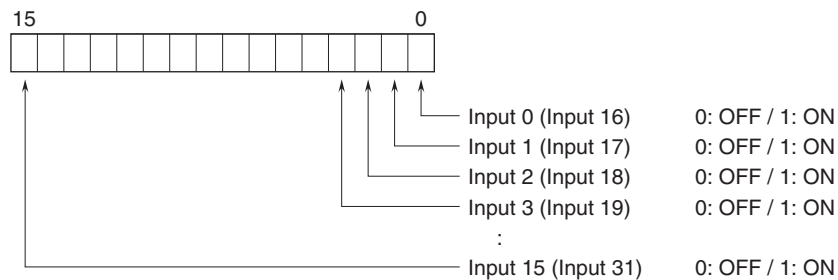 15 0
Input 0 (Input 16) 0: OFF / 1: ON
Input 1 (Input 17) 0: OFF / 1: ON
Input 2 (Input 18) 0: OFF / 1: ON
Input 3 (Input 19) 0: OFF / 1: ON
:
Input 15 (Input 31) 0: OFF / 1: ON